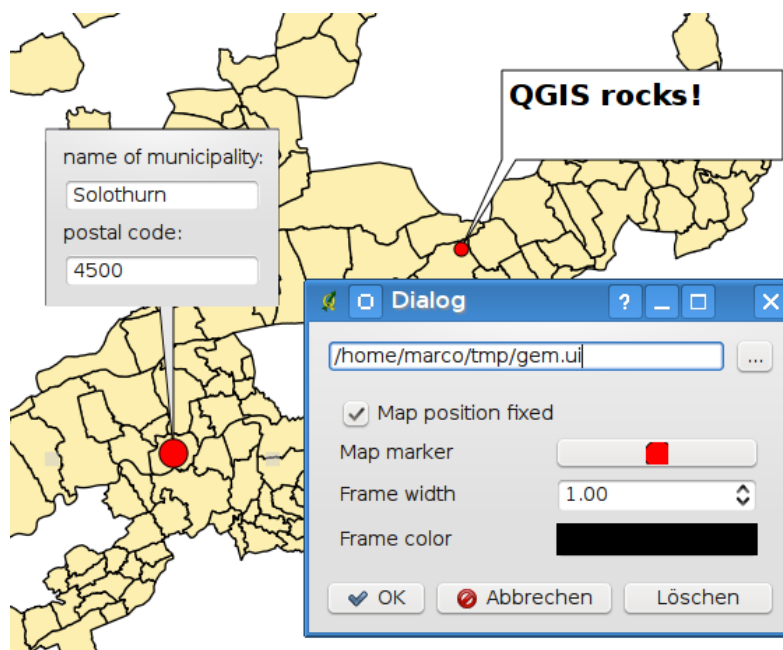 QGIS rocks!
name of municipality:
Solothurn
postal code:
4500
Dialog
?
/home/marco/tmp/gem.ui
...
Map position fixed
Map marker
Frame width
1.00
Frame color
OK
Abbrechen
Löschen